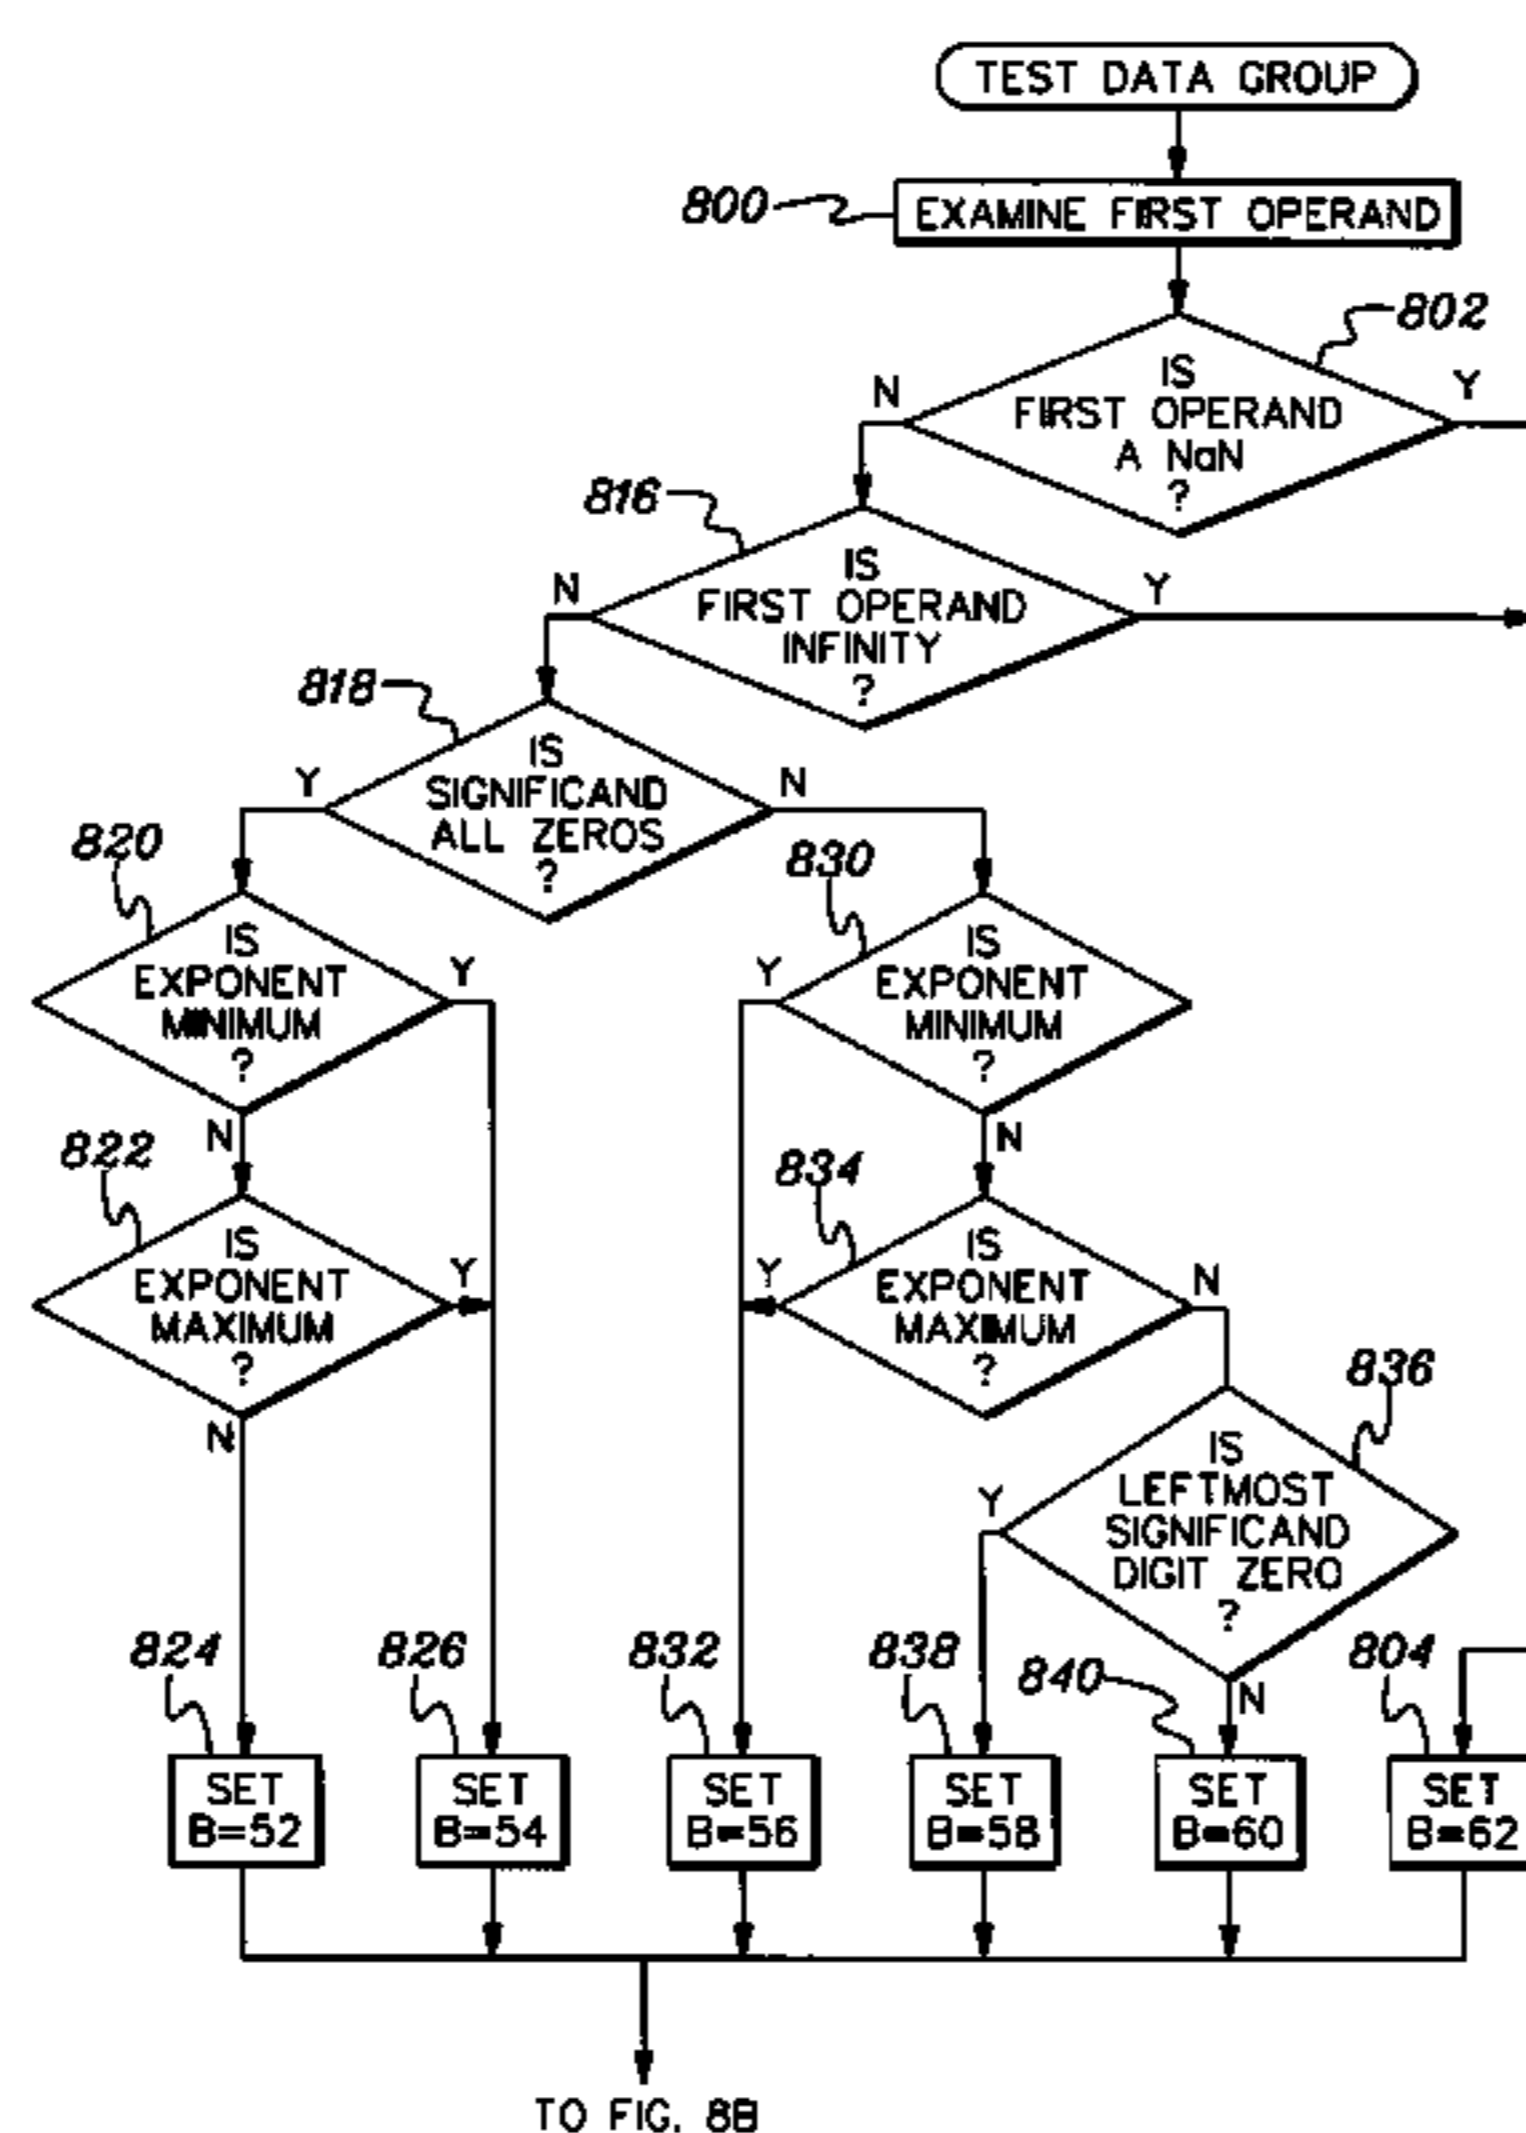 TEST DATA GROUP
800
EXAMINE FIRST OPERAND
802
IS
FIRST OPERAND
A NaN
?
N
Y
816
IS
FIRST OPERAND
INFINITY
?
N
Y
818
IS
SIGNIFICAND
ALL ZEROS
?
Y
N
820
IS
EXPONENT
MINIMUM
?
Y
N
830
IS
EXPONENT
MINIMUM
?
Y
N
822
IS
EXPONENT
MAXIMUM
?
Y
N
834
IS
EXPONENT
MAXIMUM
?
Y
N
836
IS
LEFTMOST
SIGNIFICAND
DIGIT ZERO
?
Y
N
824
SET
B=52
826
SET
B=54
832
SET
B=56
838
SET
B=58
840
SET
B=60
804
SET
B=62
TO FIG. 8B